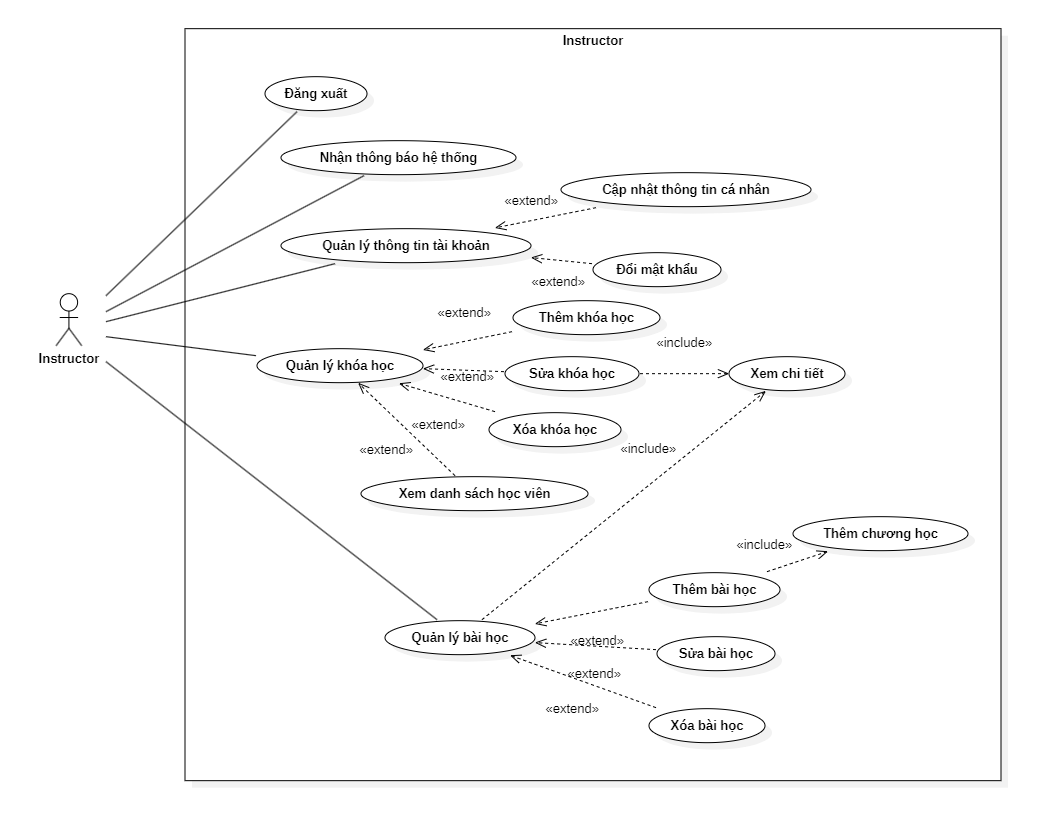 Instructor
Đăng xuất
Nhận thông báo hệ thống
Cập nhật thông tin cá nhân
«extend»
Quản lý thông tin tài khoản
Đổi mật khẩu
«extend»
«extend»
Thêm khóa học
«include»
Instructor
Quản lý khóa học
«extend»
Sửa khóa học
Xem chi tiết
«extend»
Xóa khóa học
«extend»
«include»
Xem danh sách học viên
Thêm chương học
«include»
Thêm bài học
Quản lý bài học
«extend»
Sửa bài học
«extend»
«extend»
Xóa bài học